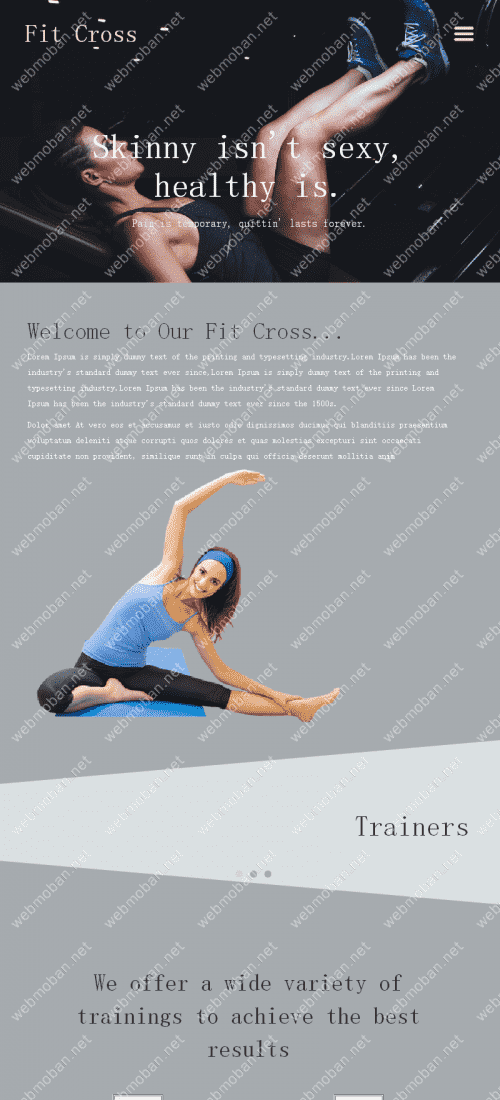 Fit Cross
Skinny isn't sexy,
healthy is.
Pain is temporary, quittin' lasts forever.
Welcome to Our Fit Cross...
Lorem Ipsum is simply dummy text of the printing and typesetting industry.Lorem Ipsum has been the
industry's standard dummy text ever since.Lorem Ipsum is simply dummy text of the printing and
typesetting industry.Lorem Ipsum has been the industry's standard dummy text ever since Lorem
Ipsum has been the industry's standard dummy text ever since the 1500s.
Dolor Amet At vero eos et accusamus et iusto odio dignissimos ducimus qui blanditiis praesentium
voluptatum deleniti atque corrupti quos dolores et quas molestias excepturi sint occaecati
cupiditate non provident, similique sunt in culpa qui officia deserunt mollitia anim
Trainers
We offer a wide variety of
trainings to achieve the best
results
webmoban.net